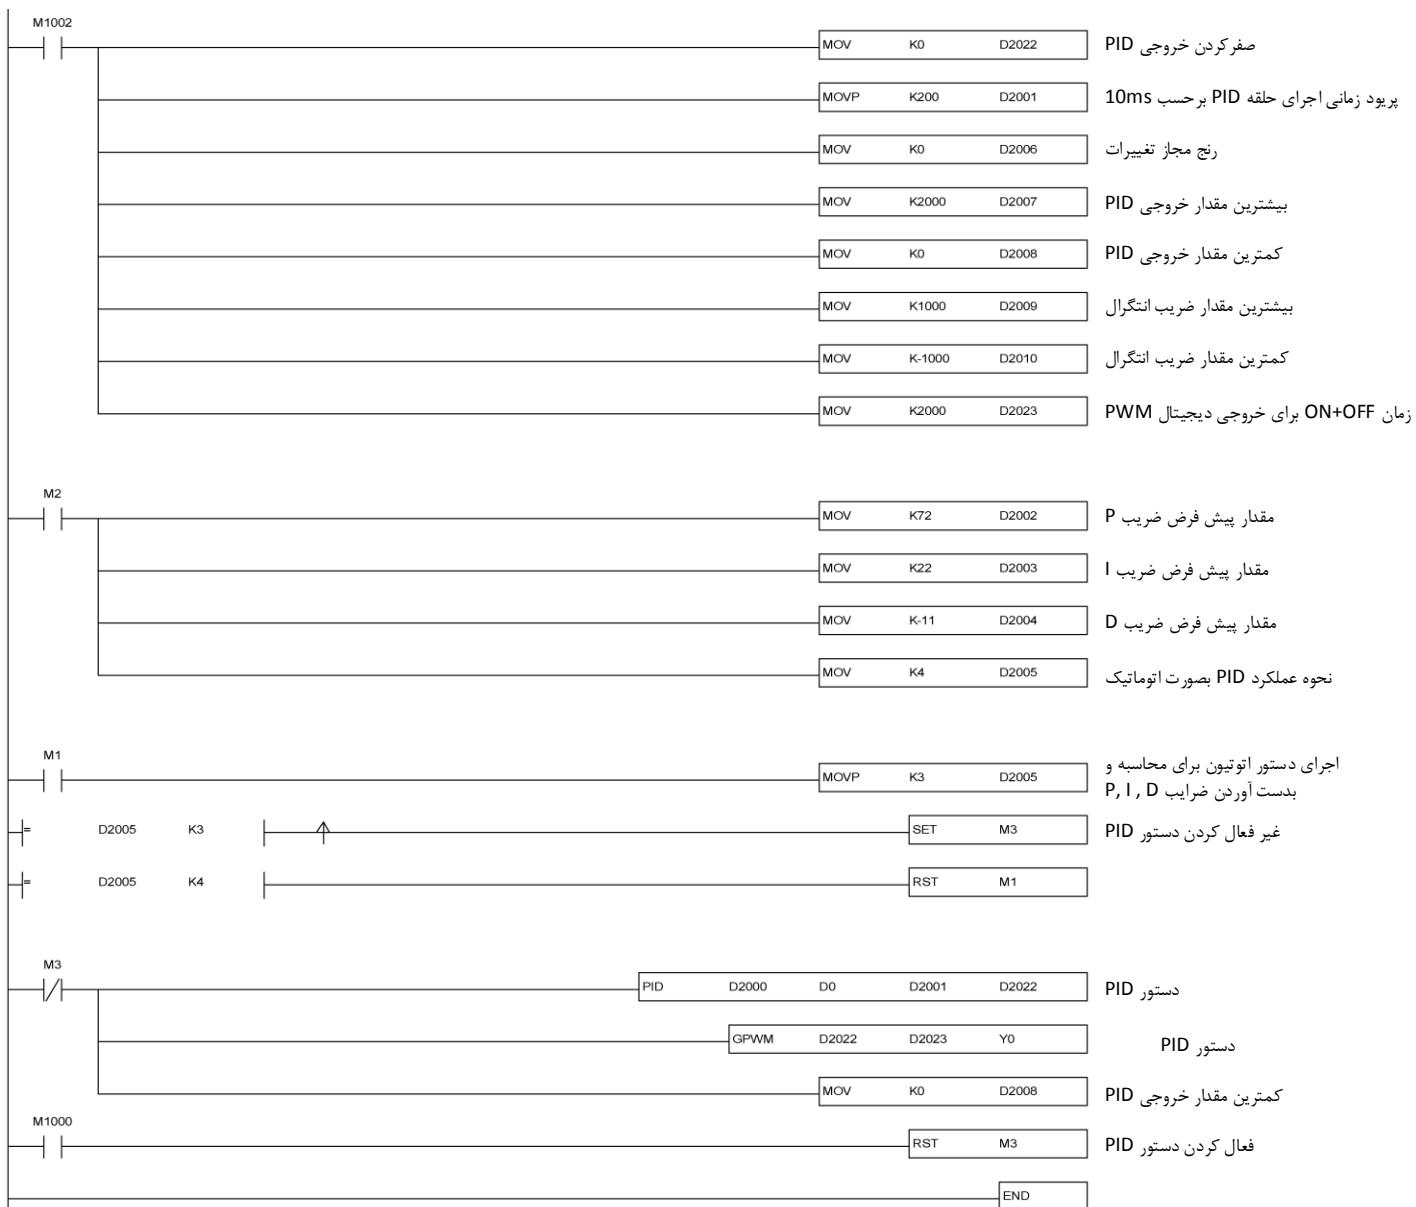 M1002
MOV K0 D2022 صفر کردن خروجی PID
MOVP K200 D2001 پریود زمانی اجرای حلقه PID برحسب 10ms
MOV K0 D2006 رنج مجاز تغییرات
MOV K2000 D2007 بیشترین مقدار خروجی PID
MOV K0 D2008 کمترین مقدار خروجی PID
MOV K1000 D2009 بیشترین مقدار ضریب انتگرال
MOV K-1000 D2010 کمترین مقدار ضریب انتگرال
MOV K2000 D2023 زمان ON+OFF برای خروجی دیجیتال PWM
M2
MOV K72 D2002 مقدار پیش فرض ضریب P
MOV K22 D2003 مقدار پیش فرض ضریب I
MOV K-11 D2004 مقدار پیش فرض ضریب D
MOV K4 D2005 نحوه عملکرد PID بصورت اتوماتیک
M1
MOVP K3 D2005 اجرای دستور اتوتیون برای محاسبه و
بدست آوردن ضرایب P, I , D
= D2005 K3 SET M3 غیر فعال کردن دستور PID
= D2005 K4 RST M1
M3
PID D2000 D0 D2001 D2022 دستور PID
GPWM D2022 D2023 Y0 دستور PID
MOV K0 D2008 کمترین مقدار خروجی PID
M1000
RST M3 فعال کردن دستور PID
END